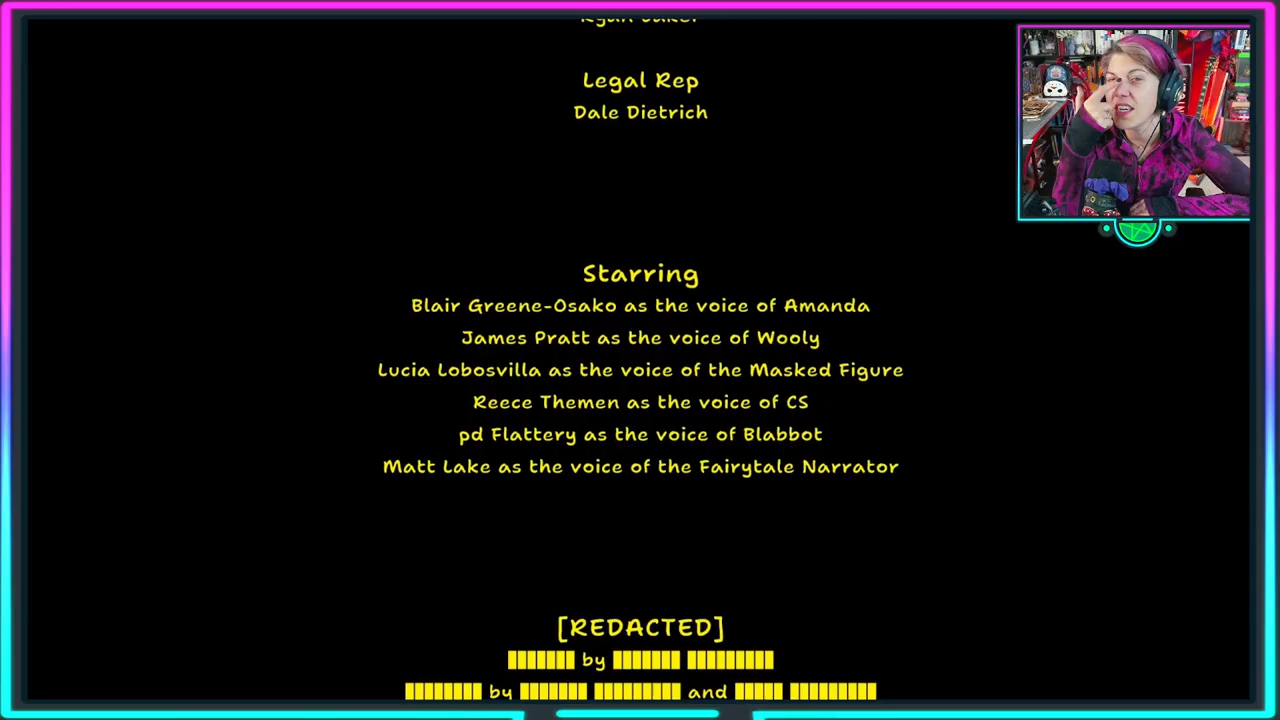 Legal Rep
Dale Dietrich
Starring
Blair Greene-Osako as the voice of Amanda
James Pratt as the voice of Wooly
Lucia Lobosvilla as the voice of the Masked Figure
Reece Themen as the voice of CS
pd Flattery as the voice of Blabbot
Matt Lake as the voice of the Fairytale Narrator
[REDACTED]
███████ by ███████ █████████
████████ by ███████ █████████ and █████ █████████